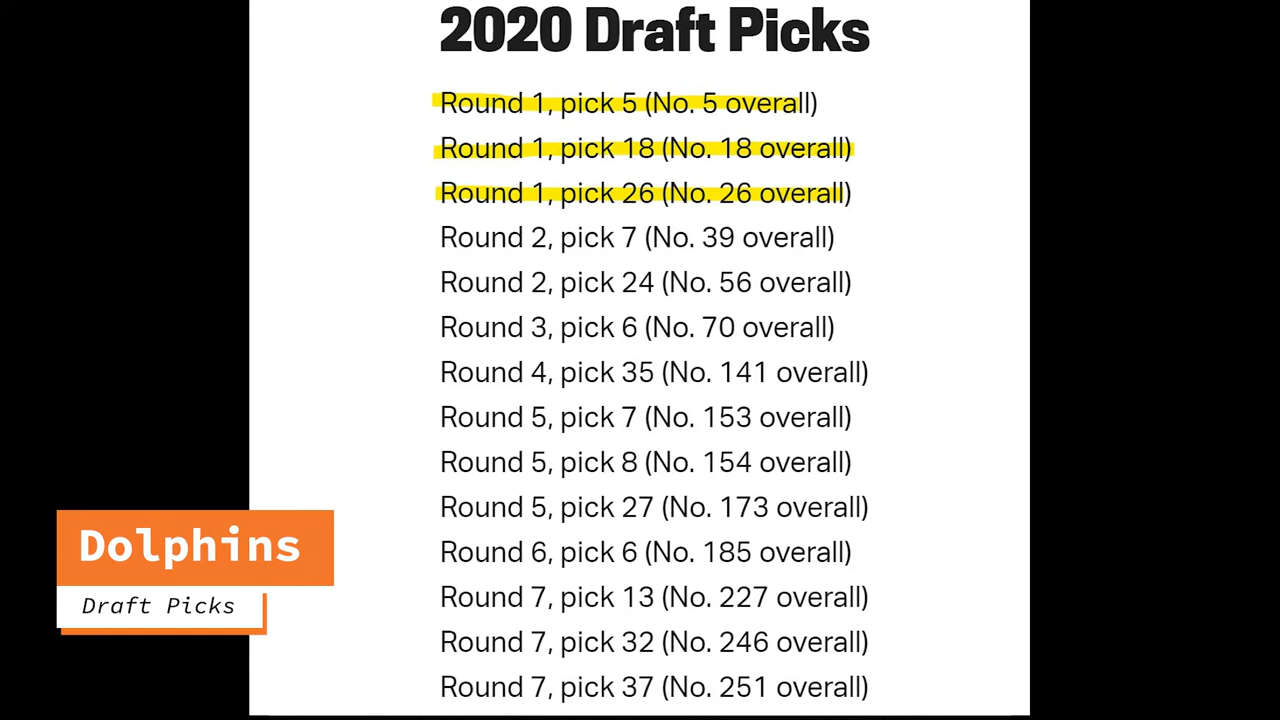 2020 Draft Picks
Round 1, pick 5 (No. 5 overall)
Round 1, pick 18 (No. 18 overall)
Round 1, pick 26 (No. 26 overall)
Round 2, pick 7 (No. 39 overall)
Round 2, pick 24 (No. 56 overall)
Round 3, pick 6 (No. 70 overall)
Round 4, pick 35 (No. 141 overall)
Round 5, pick 7 (No. 153 overall)
Round 5, pick 8 (No. 154 overall)
Round 5, pick 27 (No. 173 overall)
Round 6, pick 6 (No. 185 overall)
Round 7, pick 13 (No. 227 overall)
Round 7, pick 32 (No. 246 overall)
Round 7, pick 37 (No. 251 overall)
Dolphins
Draft Picks